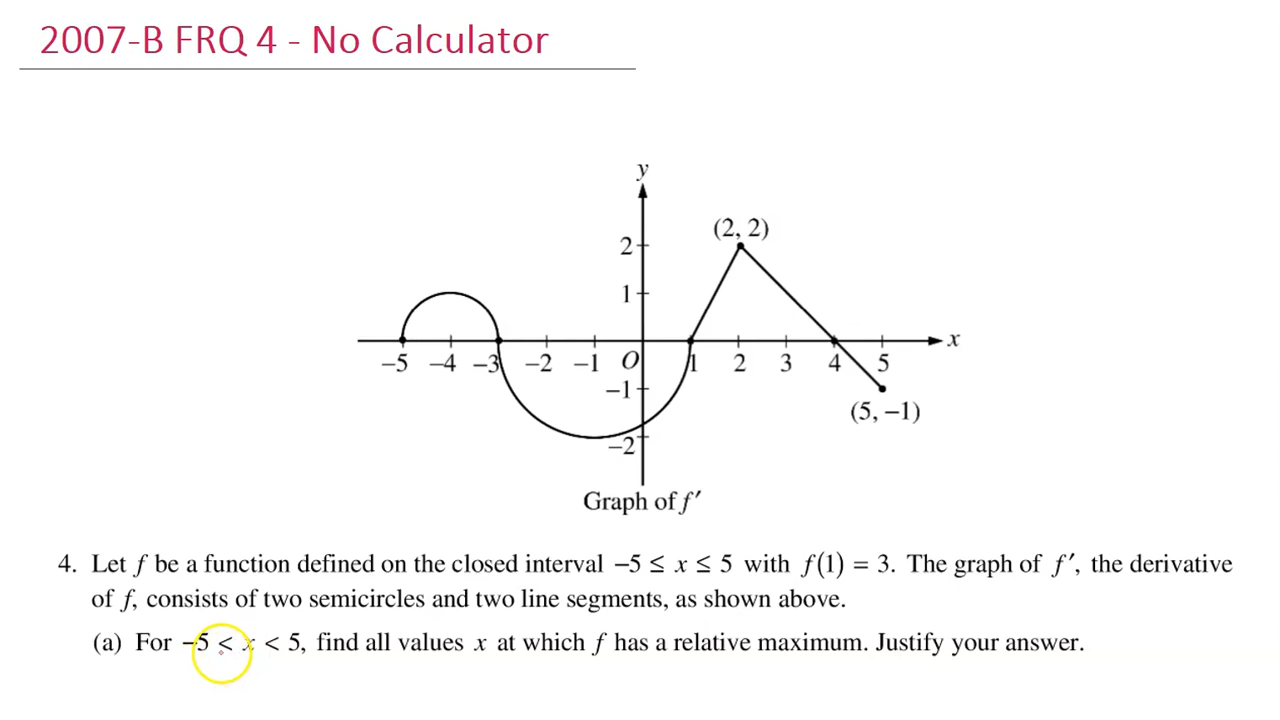 2007-B FRQ 4 - No Calculator
y
(2, 2)
2
1
x
−5 −4 −3 −2 −1 O 1 2 3 4 5
−1
(5, −1)
−2
Graph of f′
4. Let f be a function defined on the closed interval −5 ≤ x ≤ 5 with f(1) = 3. The graph of f′, the derivative
of f, consists of two semicircles and two line segments, as shown above.
(a) For −5 < x < 5, find all values x at which f has a relative maximum. Justify your answer.